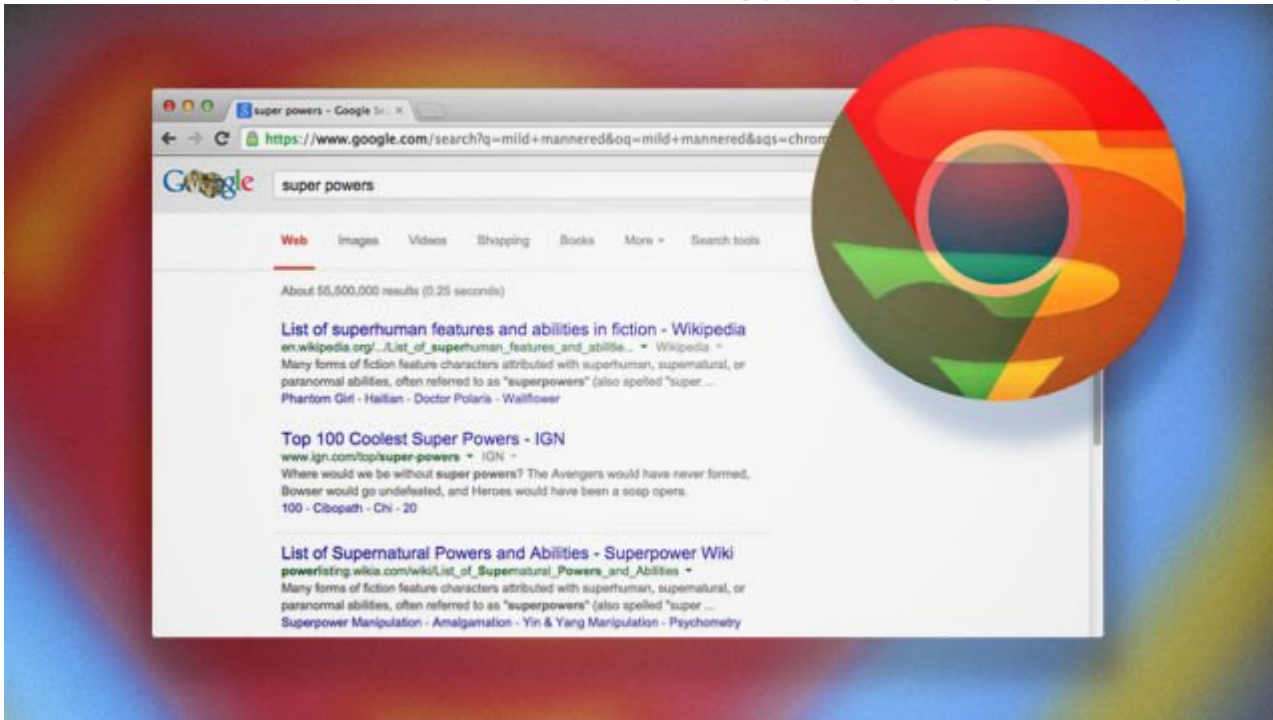 super powers - Google Se
https://www.google.com/search?q=mild+mannered&oq=mild+mannered&aqs=chrom
Google
super powers
Web Images Videos Shopping Books More Search tools
About 55,500,000 results (0.25 seconds)
List of superhuman features and abilities in fiction - Wikipedia
en.wikipedia.org/.../List_of_superhuman_features_and_abilitie... Wikipedia
Many forms of fiction feature characters attributed with superhuman, supernatural, or
paranormal abilities, often referred to as "superpowers" (also spelled "super ...
Phantom Girl - Haitian - Doctor Polaris - Wallflower
Top 100 Coolest Super Powers - IGN
www.ign.com/top/super-powers IGN
Where would we be without super powers? The Avengers would have never formed,
Bowser would go undefeated, and Heroes would have been a soap opera.
100 - Cibopath - Chi - 20
List of Supernatural Powers and Abilities - Superpower Wiki
powerlisting.wikia.com/wiki/List_of_Supernatural_Powers_and_Abilities
Many forms of fiction feature characters attributed with superhuman, supernatural, or
paranormal abilities, often referred to as "superpowers" (also spelled "super ...
Superpower Manipulation - Amalgamation - Yin & Yang Manipulation - Psychometry